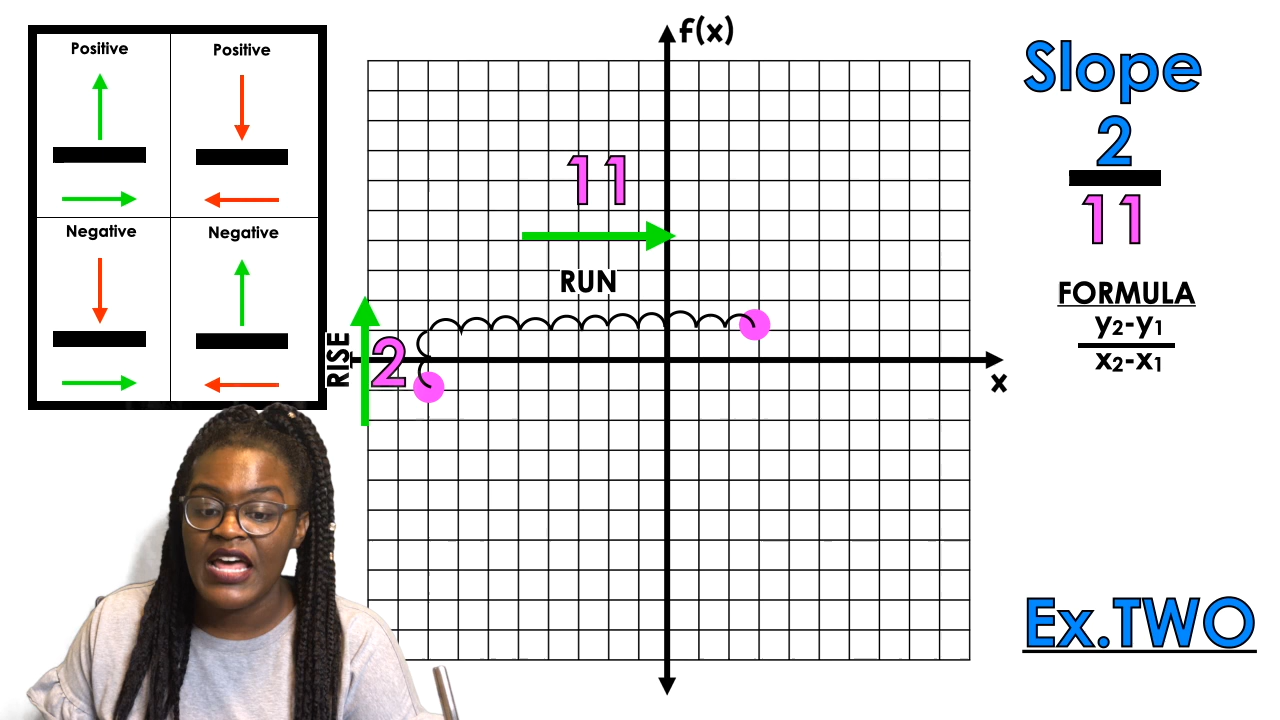 Positive
Positive
Negative
Negative
f(x)
11
RUN
RISE
2
x
Slope
2
11
FORMULA
y₂-y₁
x₂-x₁
Ex.TWO